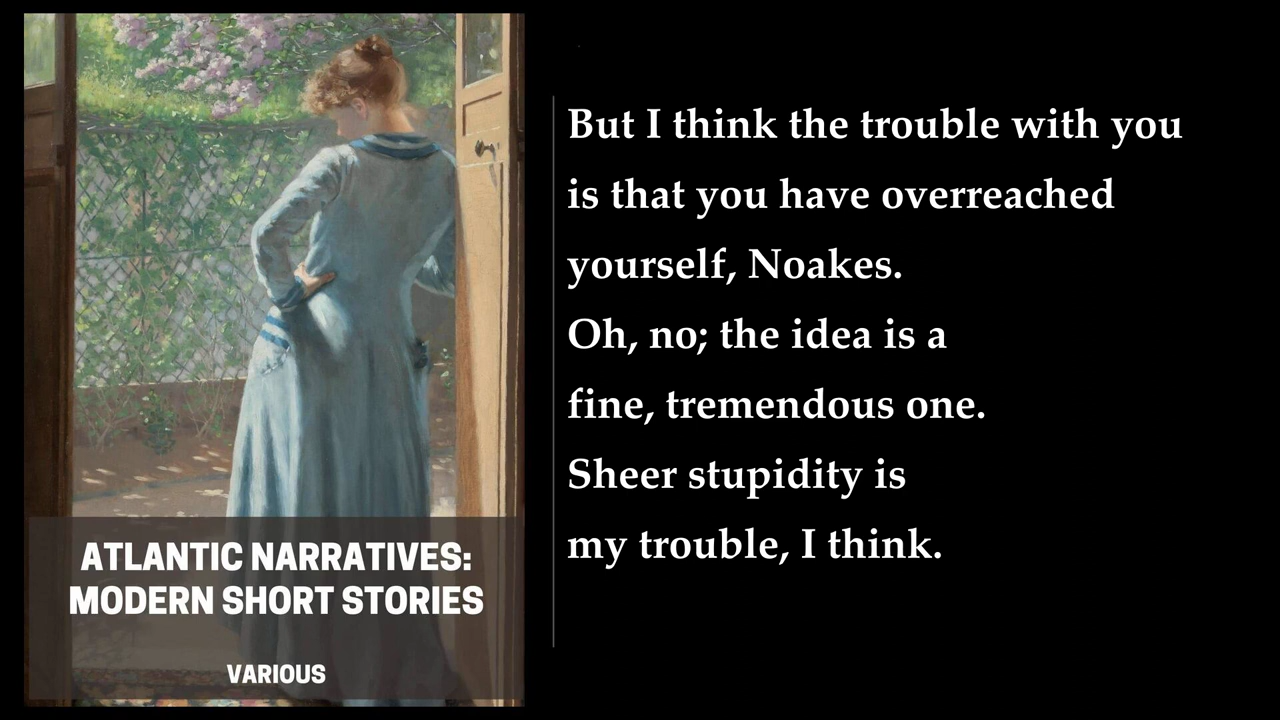 ATLANTIC NARRATIVES:
MODERN SHORT STORIES
VARIOUS
But I think the trouble with you
is that you have overreached
yourself, Noakes.
Oh, no; the idea is a
fine, tremendous one.
Sheer stupidity is
my trouble, I think.